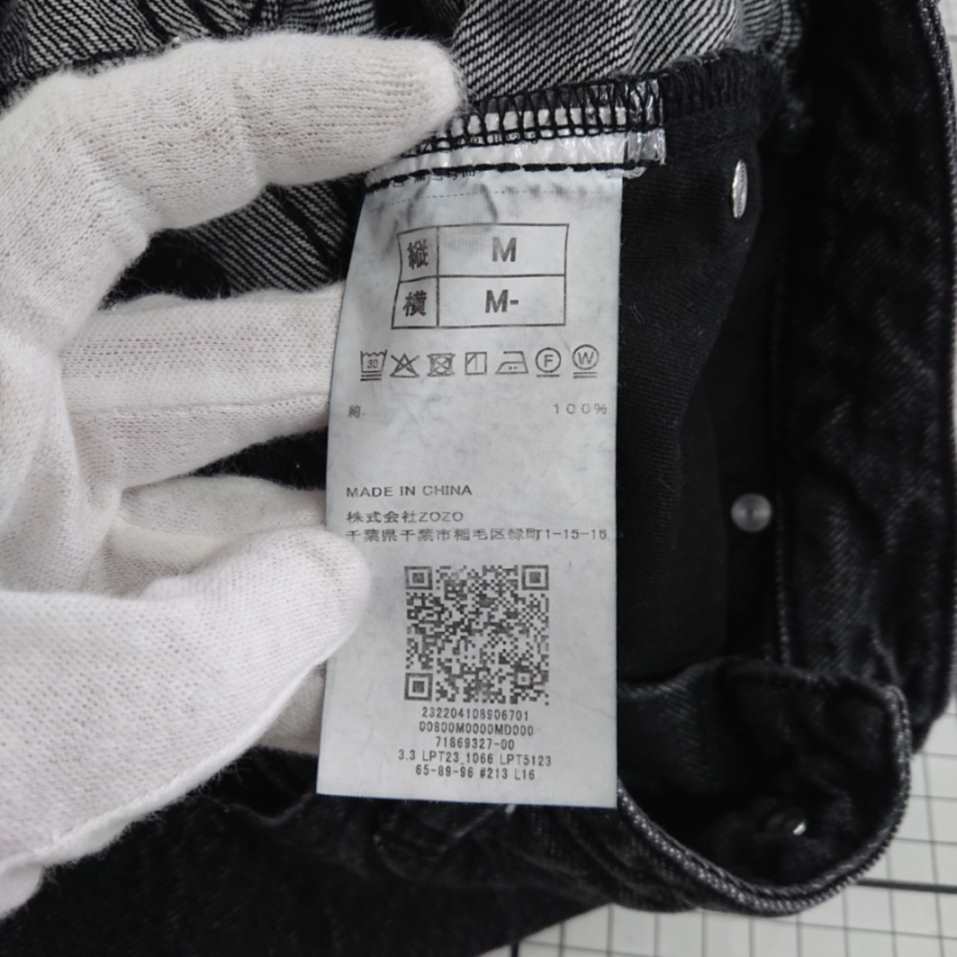 縦 M
横 M-
30 F W
綿 100%
MADE IN CHINA
株式会社ZOZO
千葉県千葉市稲毛区緑町1-15-16
232204108906701
00800M0000MD000
71869327-00
3.3 LPT23_1066 LPT5123
65-89-96 #213 L16